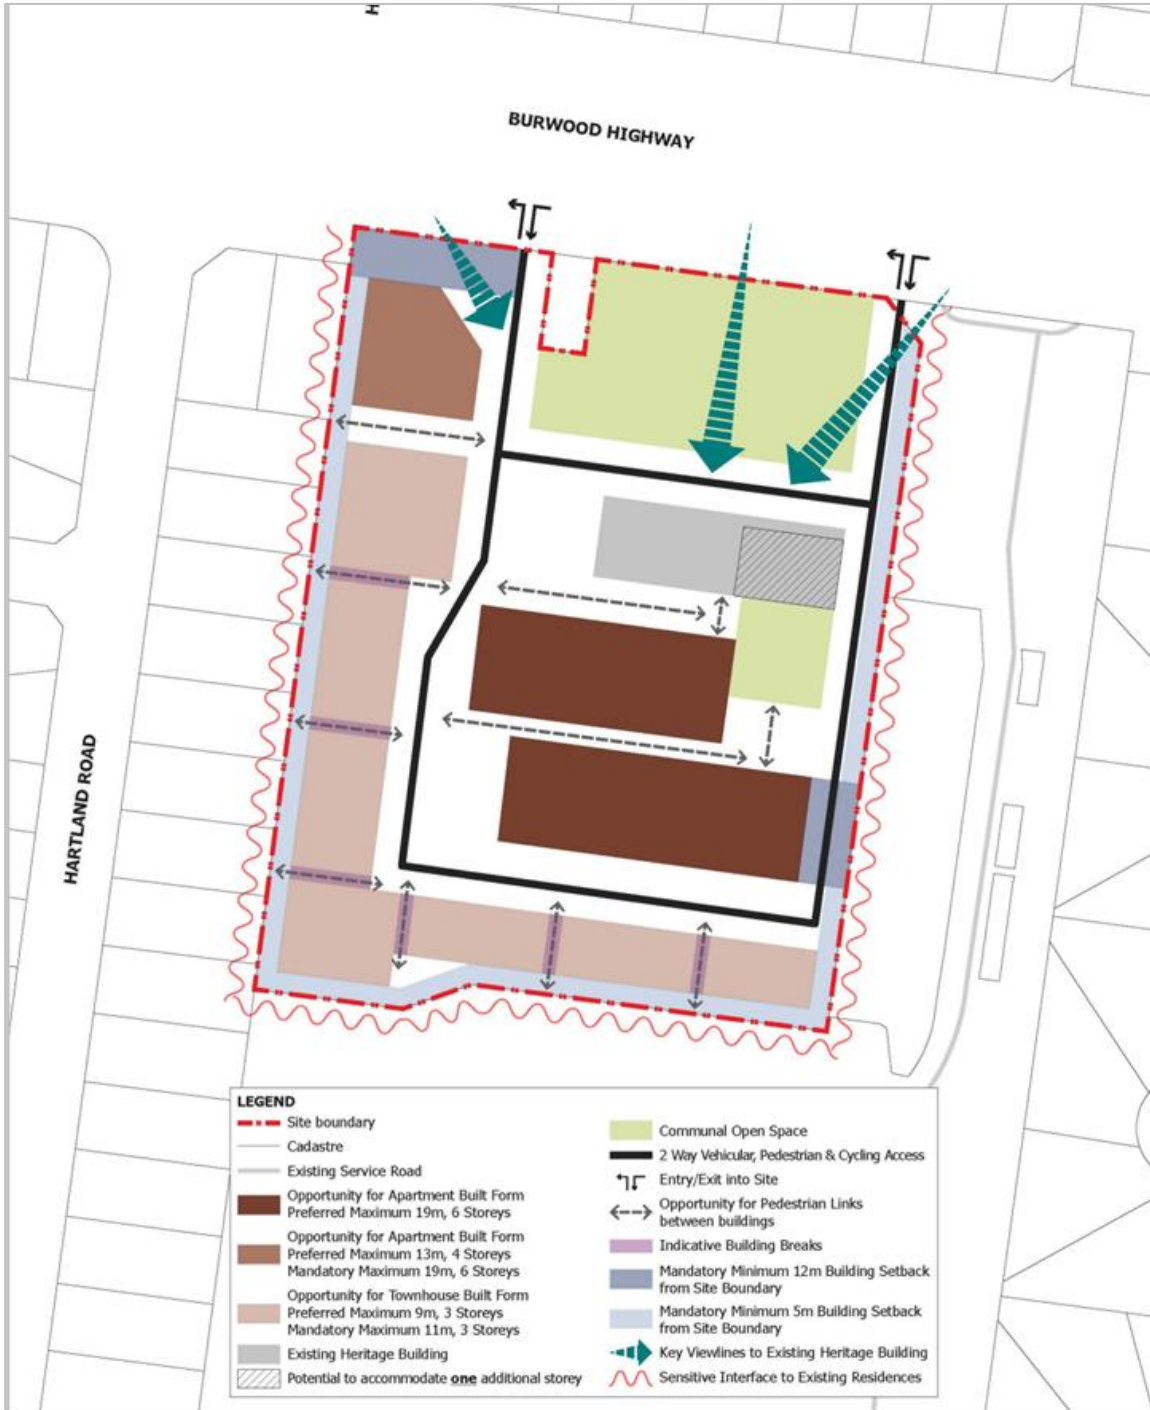 BURWOOD HIGHWAY
HARTLAND ROAD
LEGEND
Site boundary
Cadastre
Existing Service Road
Opportunity for Apartment Built Form
Preferred Maximum 19m, 6 Storeys
Opportunity for Apartment Built Form
Preferred Maximum 13m, 4 Storeys
Mandatory Maximum 19m, 6 Storeys
Opportunity for Townhouse Built Form
Preferred Maximum 9m, 3 Storeys
Mandatory Maximum 11m, 3 Storeys
Existing Heritage Building
Potential to accommodate one additional storey
Communal Open Space
2 Way Vehicular, Pedestrian & Cycling Access
Entry/Exit into Site
Opportunity for Pedestrian Links
between buildings
Indicative Building Breaks
Mandatory Minimum 12m Building Setback
from Site Boundary
Mandatory Minimum 5m Building Setback
from Site Boundary
Key Viewlines to Existing Heritage Building
Sensitive Interface to Existing Residences